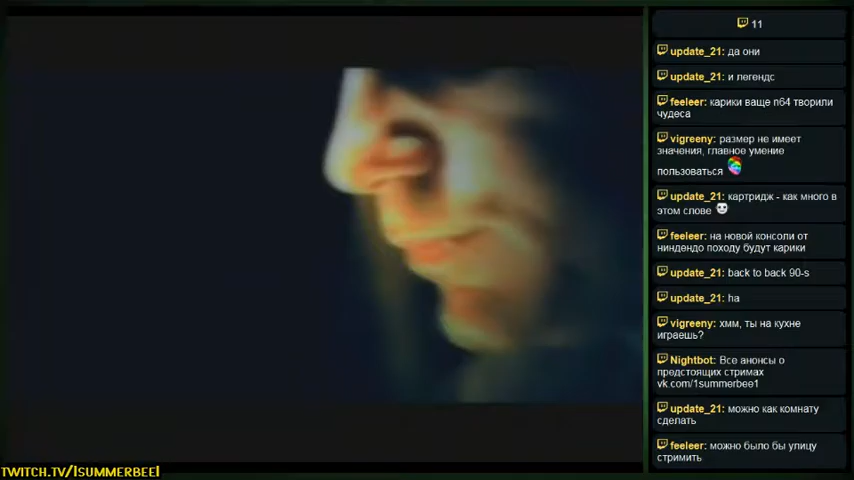 11
update_21: да они
update_21: и легендс
feeleer: карики ваще n64 творили
чудеса
vigreeny: размер не имеет
значения, главное умение
пользоваться
update_21: картридж - как много в
этом слове
feeleer: на новой консоли от
ниндендо походу будут карики
update_21: back to back 90-s
update_21: ha
vigreeny: хмм, ты на кухне
играешь?
Nightbot: Все анонсы о
предстоящих стримах
vk.com/1summerbee1
update_21: можно как комнату
сделать
feeleer: можно было бы улицу
стримить
TWITCH.TV/1SUMMERBEE1